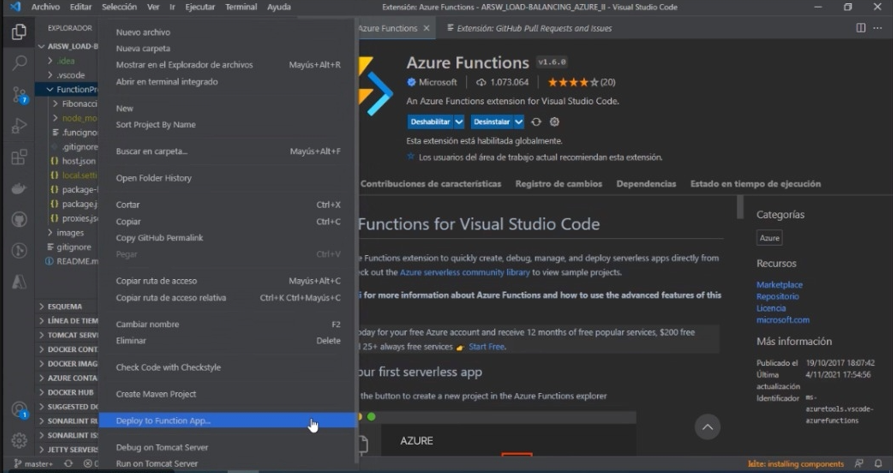 Archivo Editar Selección Ver Ir Ejecutar Terminal Ayuda
Extensión: Azure Functions - ARSW_LOAD-BALANCING_AZURE_II - Visual Studio Code
EXPLORADOR
Azure Functions
Extensión: GitHub Pull Requests and Issues
ARSW_LOAD-B
.idea
.vscode
FunctionPr
Fibonacci
node_mo
.funcignor
.gitignore
host.json
local.setti
package-l
package.j
proxies.jsc
images
gitignore
README.m
ESQUEMA
LÍNEA DE TIEM
TOMCAT SERVE
DOCKER CONT
DOCKER IMAG
AZURE CONTA
DOCKER HUB
SUGGESTED DO
SONARLINT RU
SONARLINT ISS
JETTY SERVERS
Nuevo archivo
Nueva carpeta
Mostrar en el Explorador de archivos Mayús+Alt+R
Abrir en terminal integrado
New
Sort Project By Name
Buscar en carpeta... Mayús+Alt+F
Open Folder History
Cortar Ctrl+X
Copiar Ctrl+C
Copy GitHub Permalink
Pegar Ctrl+V
Copiar ruta de acceso Mayús+Alt+C
Copiar ruta de acceso relativa Ctrl+K Ctrl+Mayús+C
Cambiar nombre F2
Eliminar Delete
Check Code with Checkstyle
Create Maven Project
Deploy to Function App...
Debug on Tomcat Server
Run on Tomcat Server
Azure Functions v1.6.0
Microsoft 1.073.064 (20)
An Azure Functions extension for Visual Studio Code.
Deshabilitar Desinstalar
Esta extensión está habilitada globalmente.
Los usuarios del área de trabajo actual recomiendan esta extensión.
Contribuciones de características Registro de cambios Dependencias Estado en tiempo de ejecución
Functions for Visual Studio Code
e Functions extension to quickly create, debug, manage, and deploy serverless apps directly from
ck out the Azure serverless community library to view sample projects.
i for more information about Azure Functions and how to use the advanced features of this
oday for your free Azure account and receive 12 months of free popular services, $200 free
25+ always free services 👉 Start Free.
our first serverless app
the button to create a new project in the Azure Functions explorer
AZURE
Categorías
Azure
Recursos
Marketplace
Repositorio
Licencia
microsoft.com
Más información
Publicado el 19/10/2017 18:07:42
Última actualización 4/11/2021 17:54:56
Identificador ms-azuretools.vscode-azurefunctions
7
1
master+ 0
kite: installing components